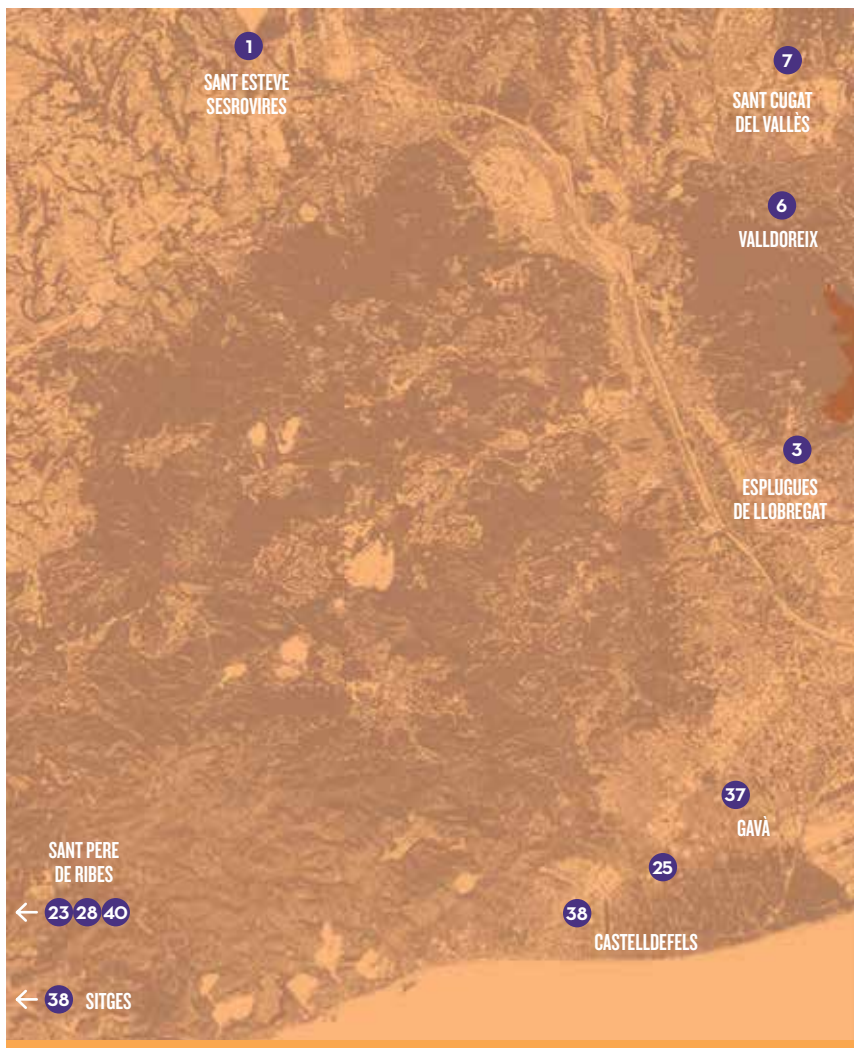 1
SANT ESTEVE
SESROVIRES
7
SANT CUGAT
DEL VALLÈS
6
VALLDOREIX
3
ESPLUGUES
DE LLOBREGAT
37
GAVÀ
25
38
CASTELLDEFELS
SANT PERE
DE RIBES
← 23 28 40
← 38 SITGES